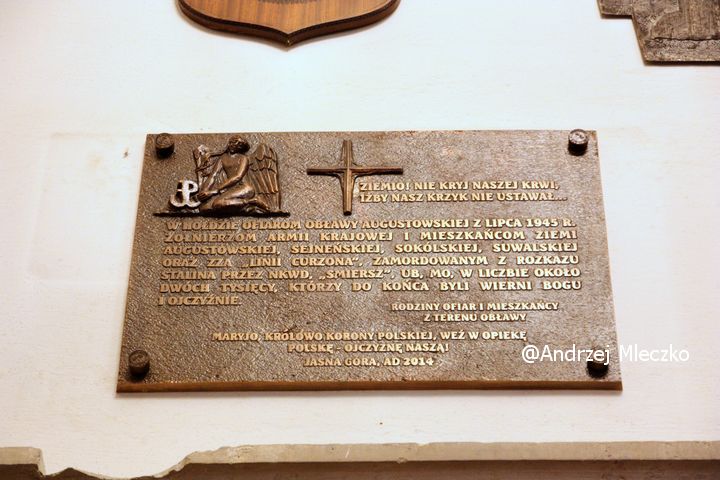 ZIEMIO! NIE KRYJ NASZEJ KRWI,
IŻBY NASZ KRZYK NIE USTAWAŁ...
W HOŁDZIE OFIAROM OBŁAWY AUGUSTOWSKIEJ Z LIPCA 1945 R.
ŻOŁNIERZOM ARMII KRAJOWEJ I MIESZKAŃCOM ZIEMI
AUGUSTOWSKIEJ, SEJNEŃSKIEJ, SOKÓLSKIEJ, SUWALSKIEJ
ORAZ ZZA „LINII CURZONA”, ZAMORDOWANYM Z ROZKAZU
STALINA PRZEZ NKWD, „SMIERSZ”, UB, MO, W LICZBIE OKOŁO
DWÓCH TYSIĘCY, KTÓRZY DO KOŃCA BYLI WIERNI BOGU
I OJCZYŹNIE.
RODZINY OFIAR I MIESZKAŃCY
Z TERENU OBŁAWY
MARYJO, KRÓLOWO KORONY POLSKIEJ, WEŹ W OPIEKĘ
POLSKĘ - OJCZYZNĘ NASZĄ!
JASNA GÓRA, AD 2014
@Andrzej Mleczko